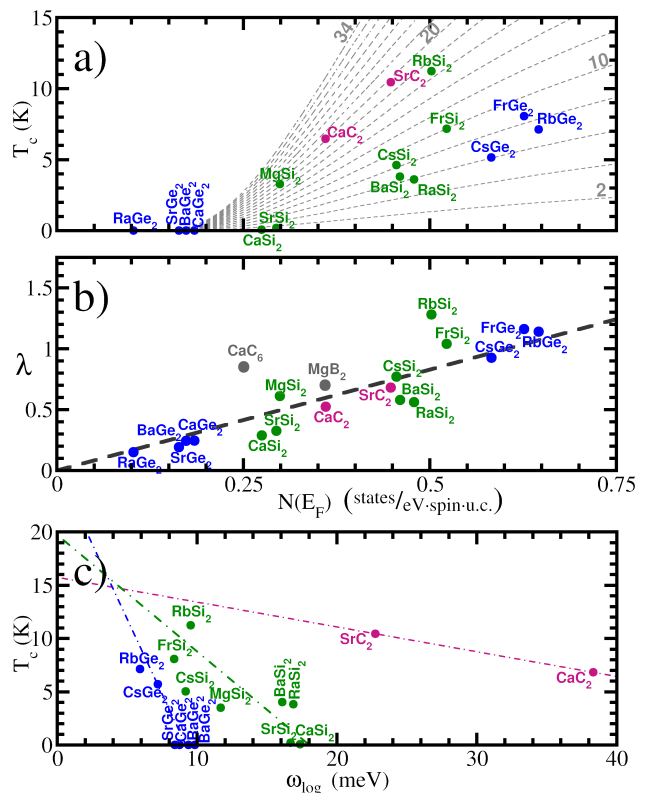 15
10
5
0
T_c (K)
a)
34
20
10
2
RbSi₂
SrC₂
FrGe₂
RbGe₂
FrSi₂
CaC₂
CsGe₂
CsSi₂
MgSi₂
BaSi₂
RaSi₂
RaGe₂
SrGe₂
BaGe₂
CaGe₂
SrSi₂
CaSi₂
1.5
1
0.5
0
λ
b)
RbSi₂
FrSi₂
FrGe₂
RbGe₂
CsGe₂
CaC₆
MgB₂
CsSi₂
MgSi₂
SrC₂
BaSi₂
RaSi₂
CaC₂
BaGe₂
CaGe₂
SrSi₂
CaSi₂
RaGe₂
SrGe₂
0
0.25
0.5
0.75
N(E_F) (states/eV·spin·u.c.)
20
15
10
5
0
T_c (K)
c)
RbSi₂
SrC₂
FrSi₂
RbGe₂
CsGe₂
CsSi₂
MgSi₂
BaSi₂
RaSi₂
CaC₂
SrGe₂
CaGe₂
RaGe₂
BaGe₂
SrSi₂
CaSi₂
0
10
20
30
40
ω_log (meV)